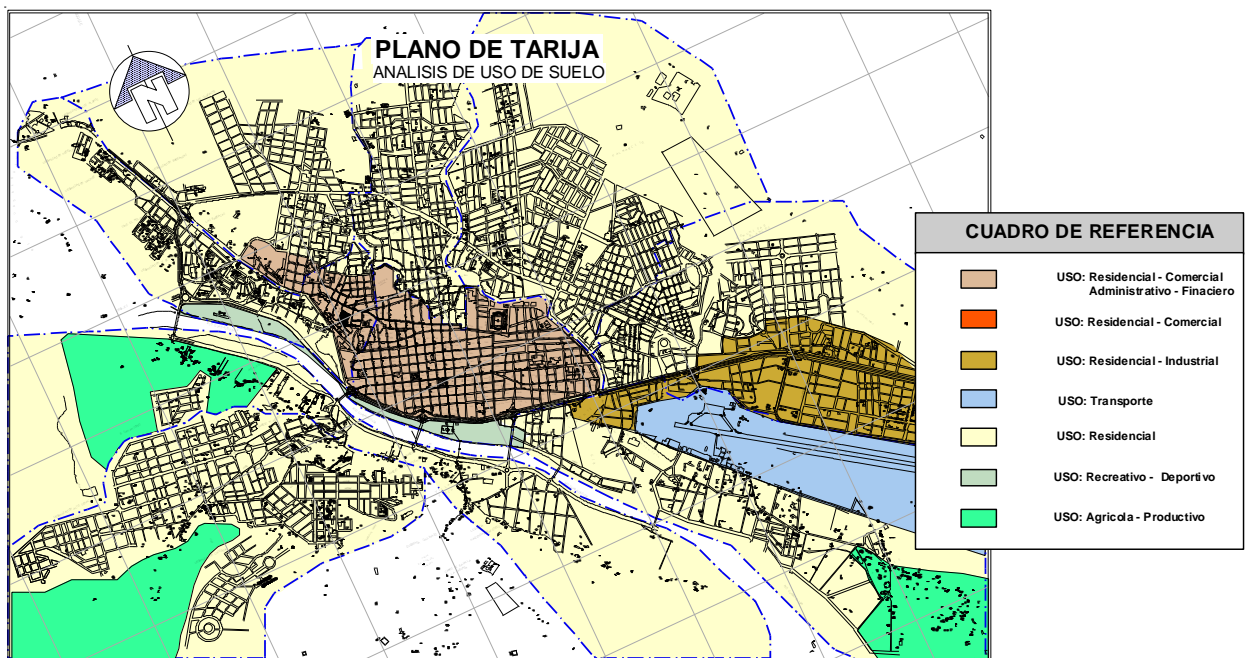 PLANO DE TARIJA
ANALISIS DE USO DE SUELO
N
CUADRO DE REFERENCIA
USO: Residencial - Comercial
Administrativo - Finaciero
USO: Residencial - Comercial
USO: Residencial - Industrial
USO: Transporte
USO: Residencial
USO: Recreativo - Deportivo
USO: Agricola - Productivo